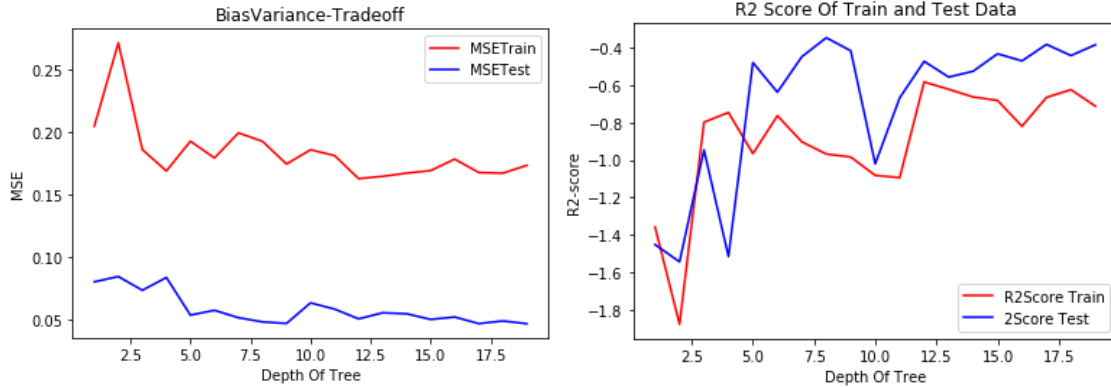 BiasVariance-Tradeoff
MSETrain
MSETest
MSE
0.25
0.20
0.15
0.10
0.05
2.5 5.0 7.5 10.0 12.5 15.0 17.5
Depth Of Tree
R2 Score Of Train and Test Data
R2-score
−0.4
−0.6
−0.8
−1.0
−1.2
−1.4
−1.6
−1.8
R2Score Train
2Score Test
2.5 5.0 7.5 10.0 12.5 15.0 17.5
Depth Of Tree